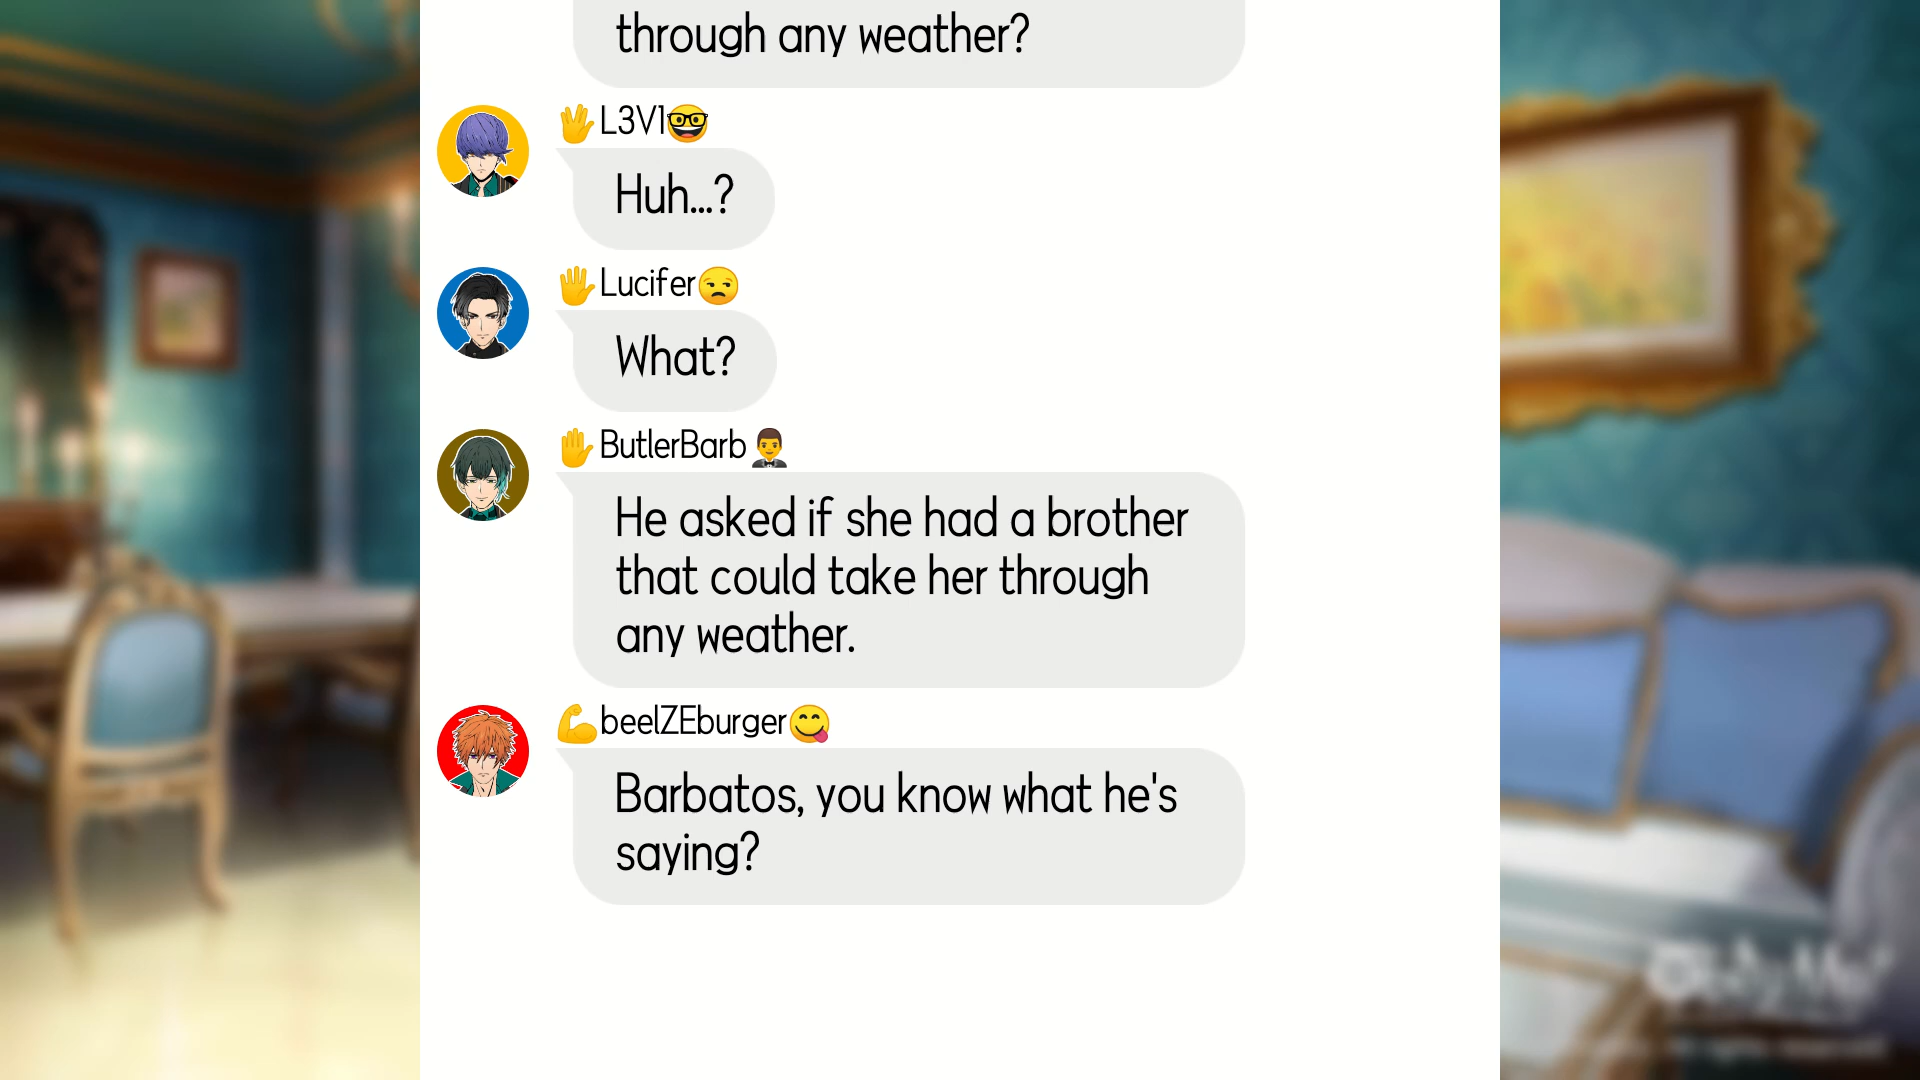 through any weather?
🖖L3V1🤓
Huh...?
🖐Lucifer😒
What?
✋ButlerBarb🤵‍♂️
He asked if she had a brother
that could take her through
any weather.
💪beelZEburger😋
Barbatos, you know what he's
saying?